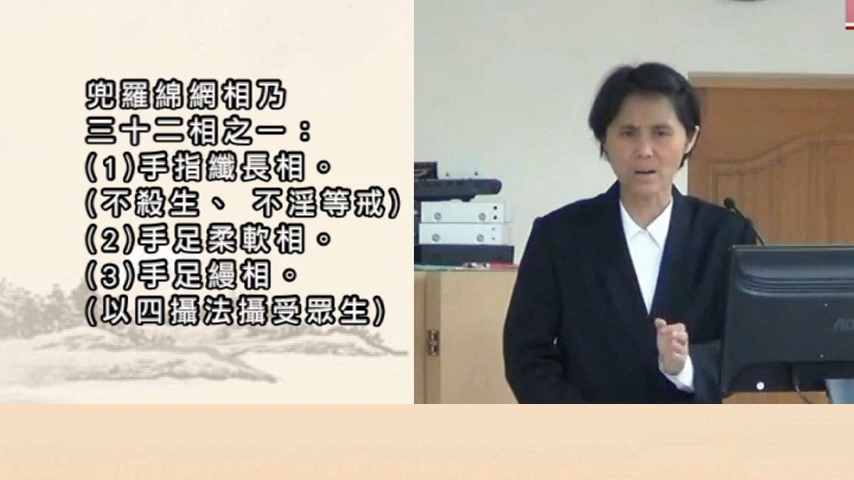 兜羅綿網相乃
三十二相之一：
(1)手指纖長相。
(不殺生、 不淫等戒)
(2)手足柔軟相。
(3)手足縵相。
(以四攝法攝受眾生)
AOC